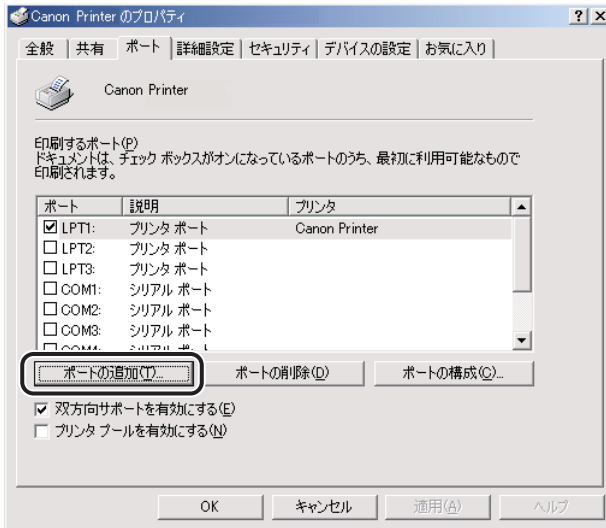 Canon Printer のプロパティ ? ×
全般 共有 ポート 詳細設定 セキュリティ デバイスの設定 お気に入り
Canon Printer
印刷するポート(P)
ドキュメントは、チェック ボックスがオンになっているポートのうち、最初に利用可能なもので
印刷されます。
ポート 説明 プリンタ
LPT1: プリンタ ポート Canon Printer
LPT2: プリンタ ポート
LPT3: プリンタ ポート
COM1: シリアル ポート
COM2: シリアル ポート
COM3: シリアル ポート
COM4: シリアル ポート
ポートの追加(T)... ポートの削除(D) ポートの構成(C)...
双方向サポートを有効にする(E)
プリンタ プールを有効にする(N)
OK キャンセル 適用(A) ヘルプ